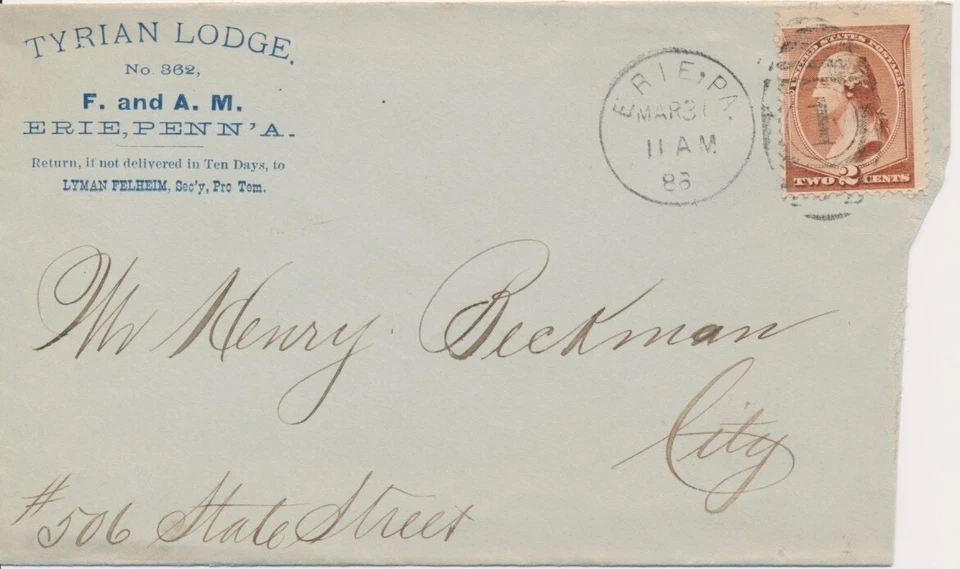 TYRIAN LODGE.
No. 362,
F. and A. M.
ERIE, PENN'A.
Return, if not delivered in Ten Days, to
LYMAN FELHEIM, Sec'y, Pro Tem.
ERIE, PA.
MAR 31
11 AM
UNITED STATES POSTAGE
1
TWO 2 CENTS
Mr Henry Beckman
City
#506 State Street